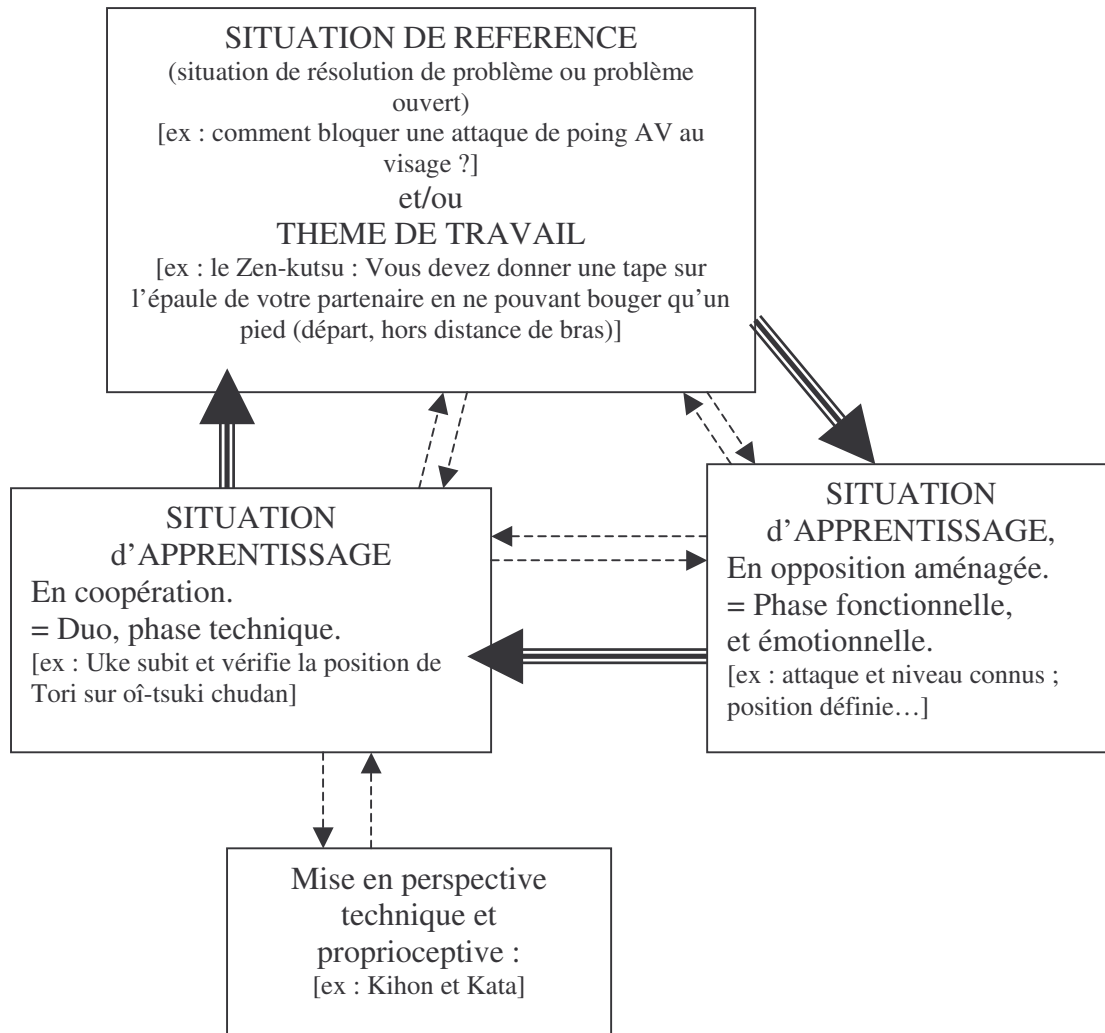 SITUATION DE REFERENCE
(situation de résolution de problème ou problème
ouvert)
[ex : comment bloquer une attaque de poing AV au
visage ?]
et/ou
THEME DE TRAVAIL
[ex : le Zen-kutsu : Vous devez donner une tape sur
l’épaule de votre partenaire en ne pouvant bouger qu’un
pied (départ, hors distance de bras)]
SITUATION
d’APPRENTISSAGE
En coopération.
= Duo, phase technique.
[ex : Uke subit et vérifie la position de
Tori sur oî-tsuki chudan]
SITUATION
d’APPRENTISSAGE,
En opposition aménagée.
= Phase fonctionnelle,
et émotionnelle.
[ex : attaque et niveau connus ;
position définie…]
Mise en perspective
technique et
proprioceptive :
[ex : Kihon et Kata]